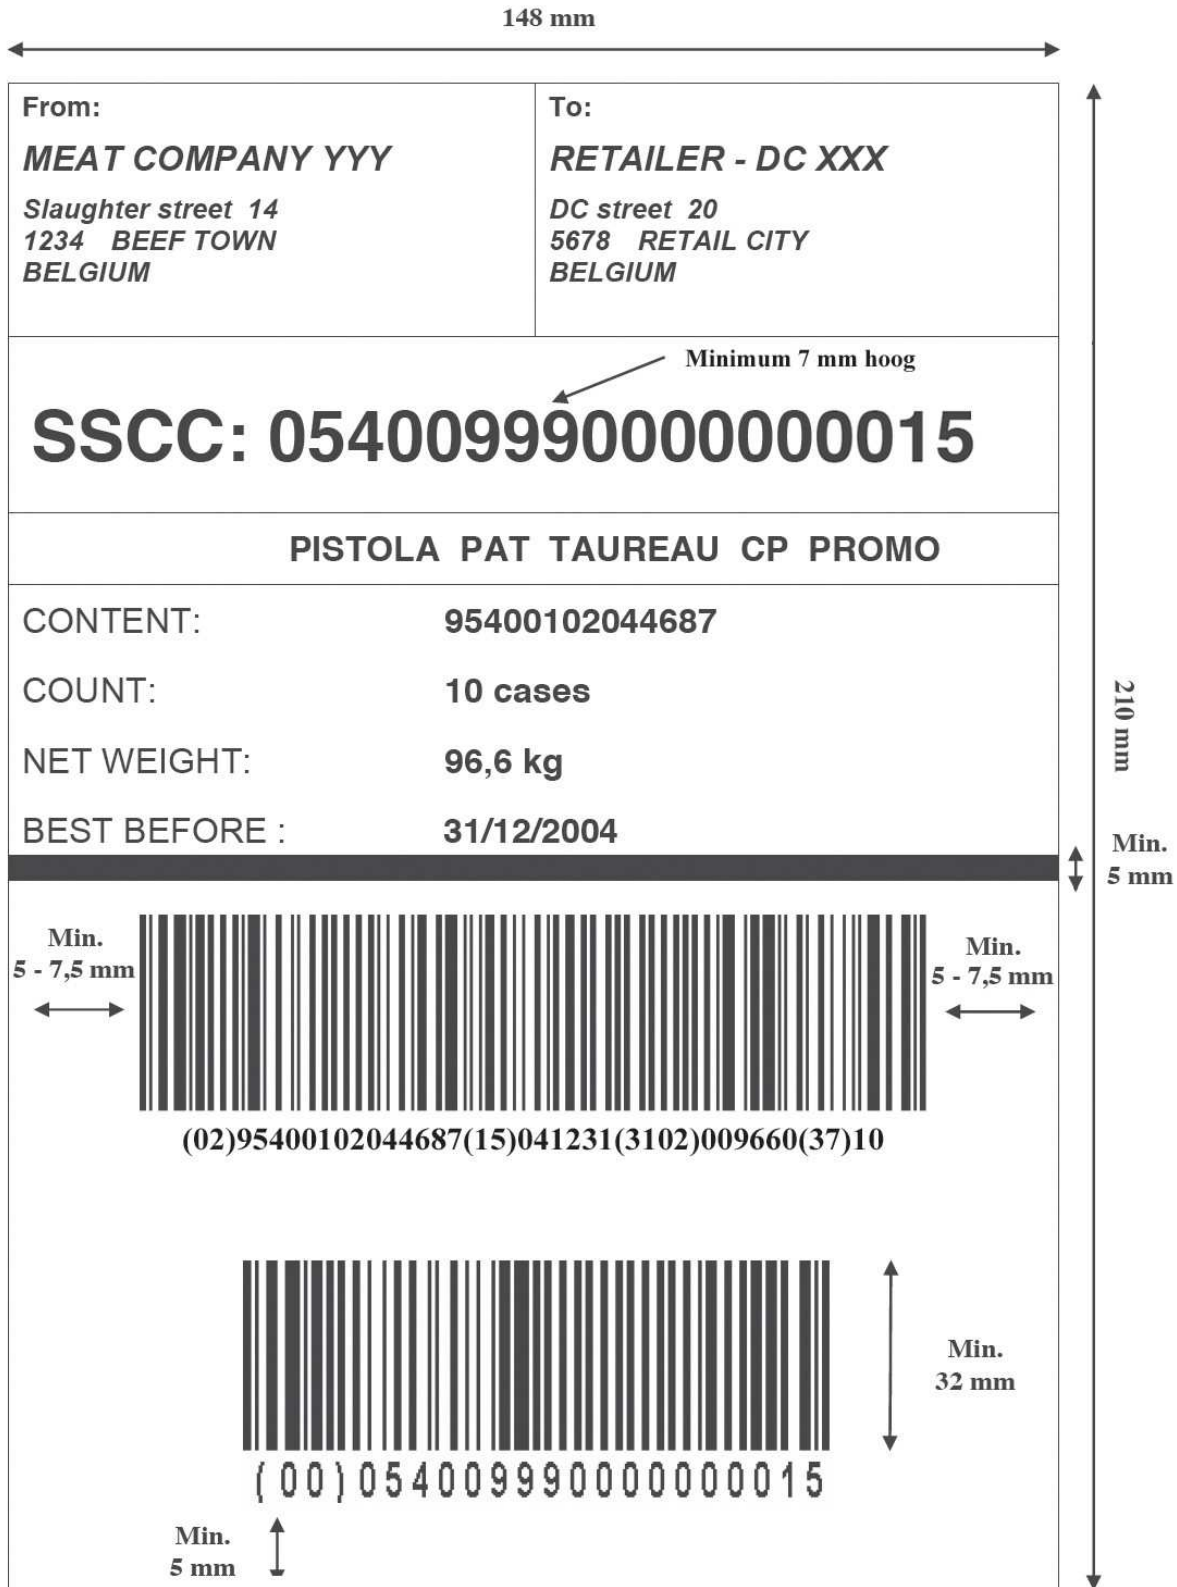 148 mm
From:
MEAT COMPANY YYY
Slaughter street 14
1234 BEEF TOWN
BELGIUM
To:
RETAILER - DC XXX
DC street 20
5678 RETAIL CITY
BELGIUM
Minimum 7 mm hoog
SSCC: 054009990000000015
PISTOLA PAT TAUREAU CP PROMO
CONTENT: 95400102044687
COUNT: 10 cases
NET WEIGHT: 96,6 kg
BEST BEFORE : 31/12/2004
210 mm
Min.
5 mm
Min.
5 - 7,5 mm
Min.
5 - 7,5 mm
(02)95400102044687(15)041231(3102)009660(37)10
Min.
32 mm
(00)054009990000000015
Min.
5 mm